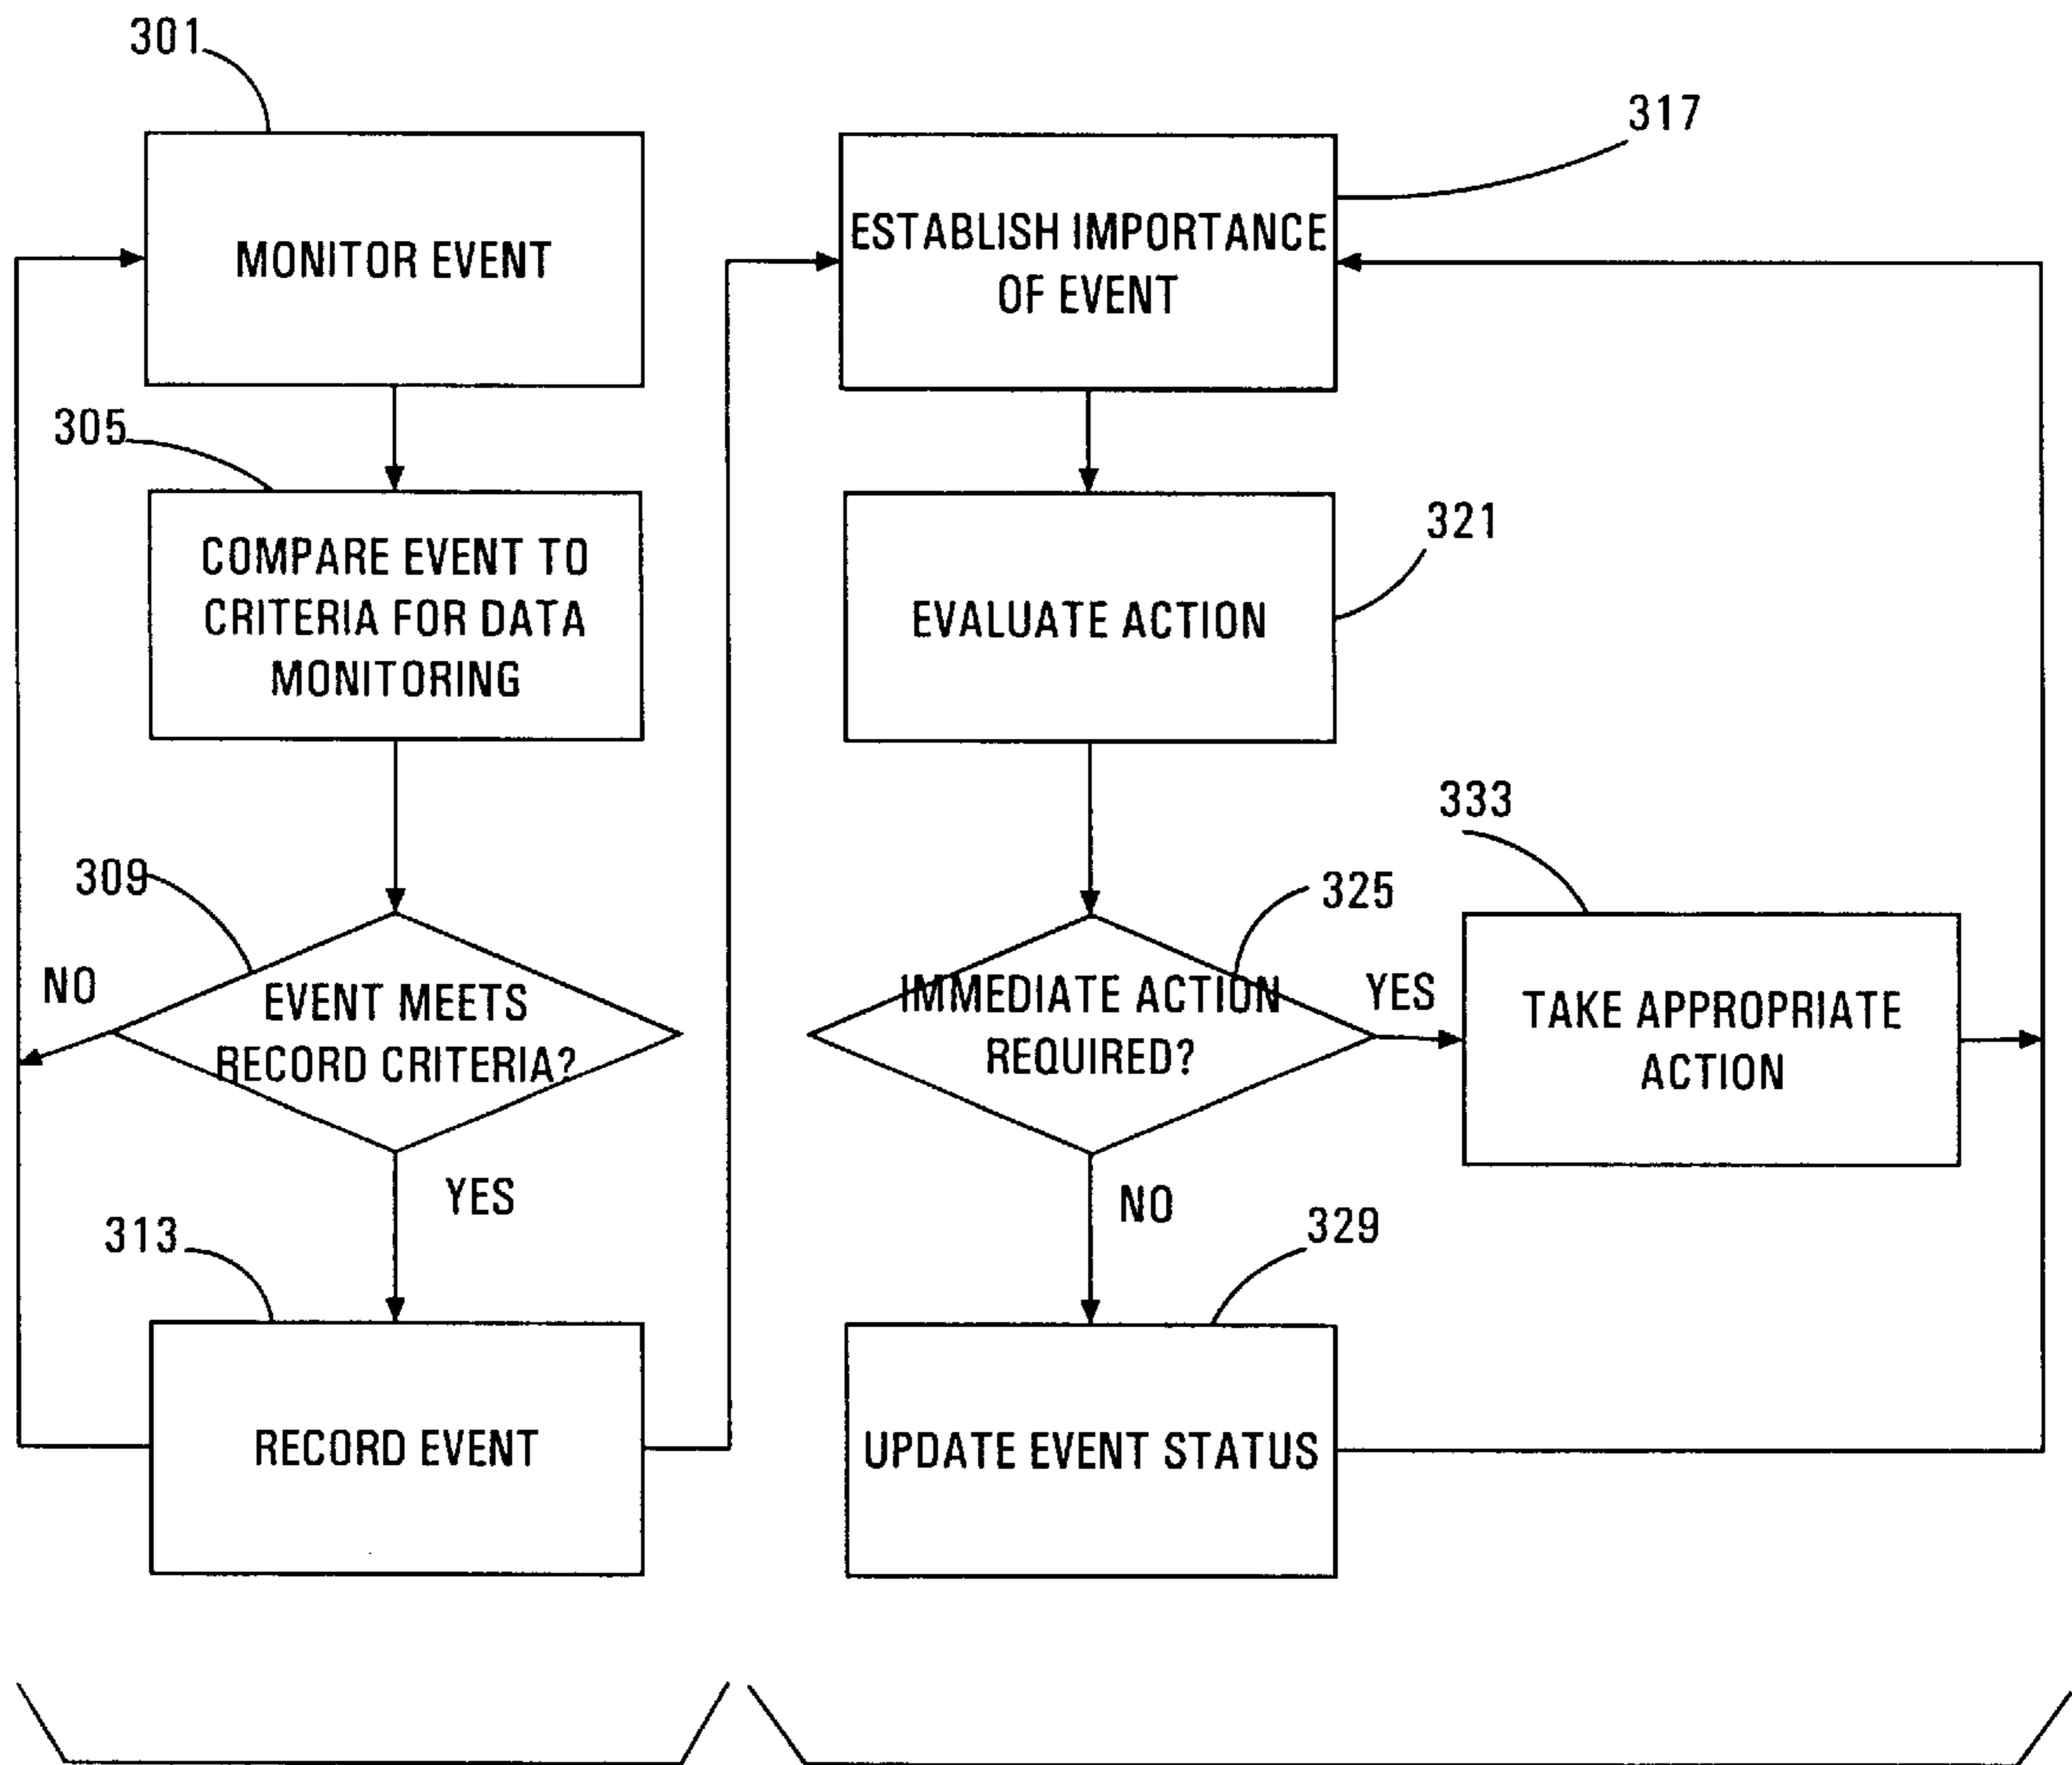 301
MONITOR EVENT
305
COMPARE EVENT TO
CRITERIA FOR DATA
MONITORING
309
NO
EVENT MEETS
RECORD CRITERIA?
YES
313
RECORD EVENT
317
ESTABLISH IMPORTANCE
OF EVENT
321
EVALUATE ACTION
325
IMMEDIATE ACTION
REQUIRED?
YES
333
TAKE APPROPRIATE
ACTION
NO
329
UPDATE EVENT STATUS